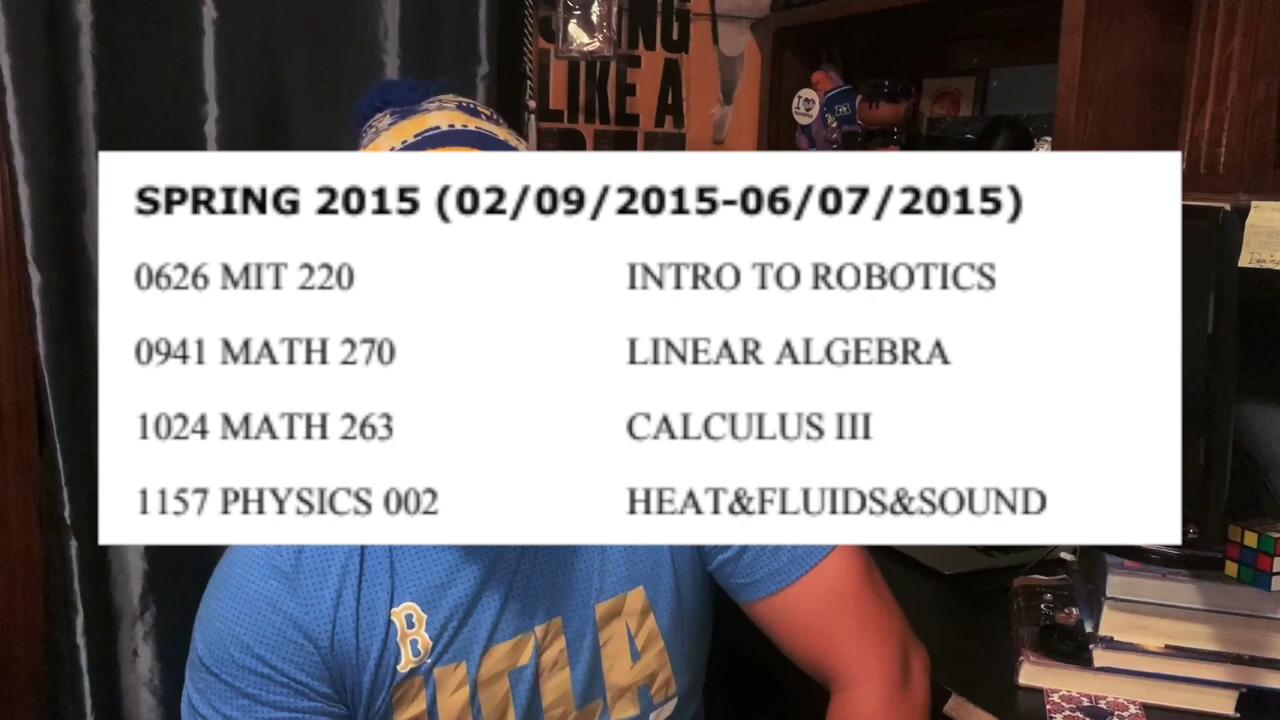 NG
LIKE A
I
SPRING 2015 (02/09/2015-06/07/2015)
0626 MIT 220 INTRO TO ROBOTICS
0941 MATH 270 LINEAR ALGEBRA
1024 MATH 263 CALCULUS III
1157 PHYSICS 002 HEAT&FLUIDS&SOUND
B
UCLA